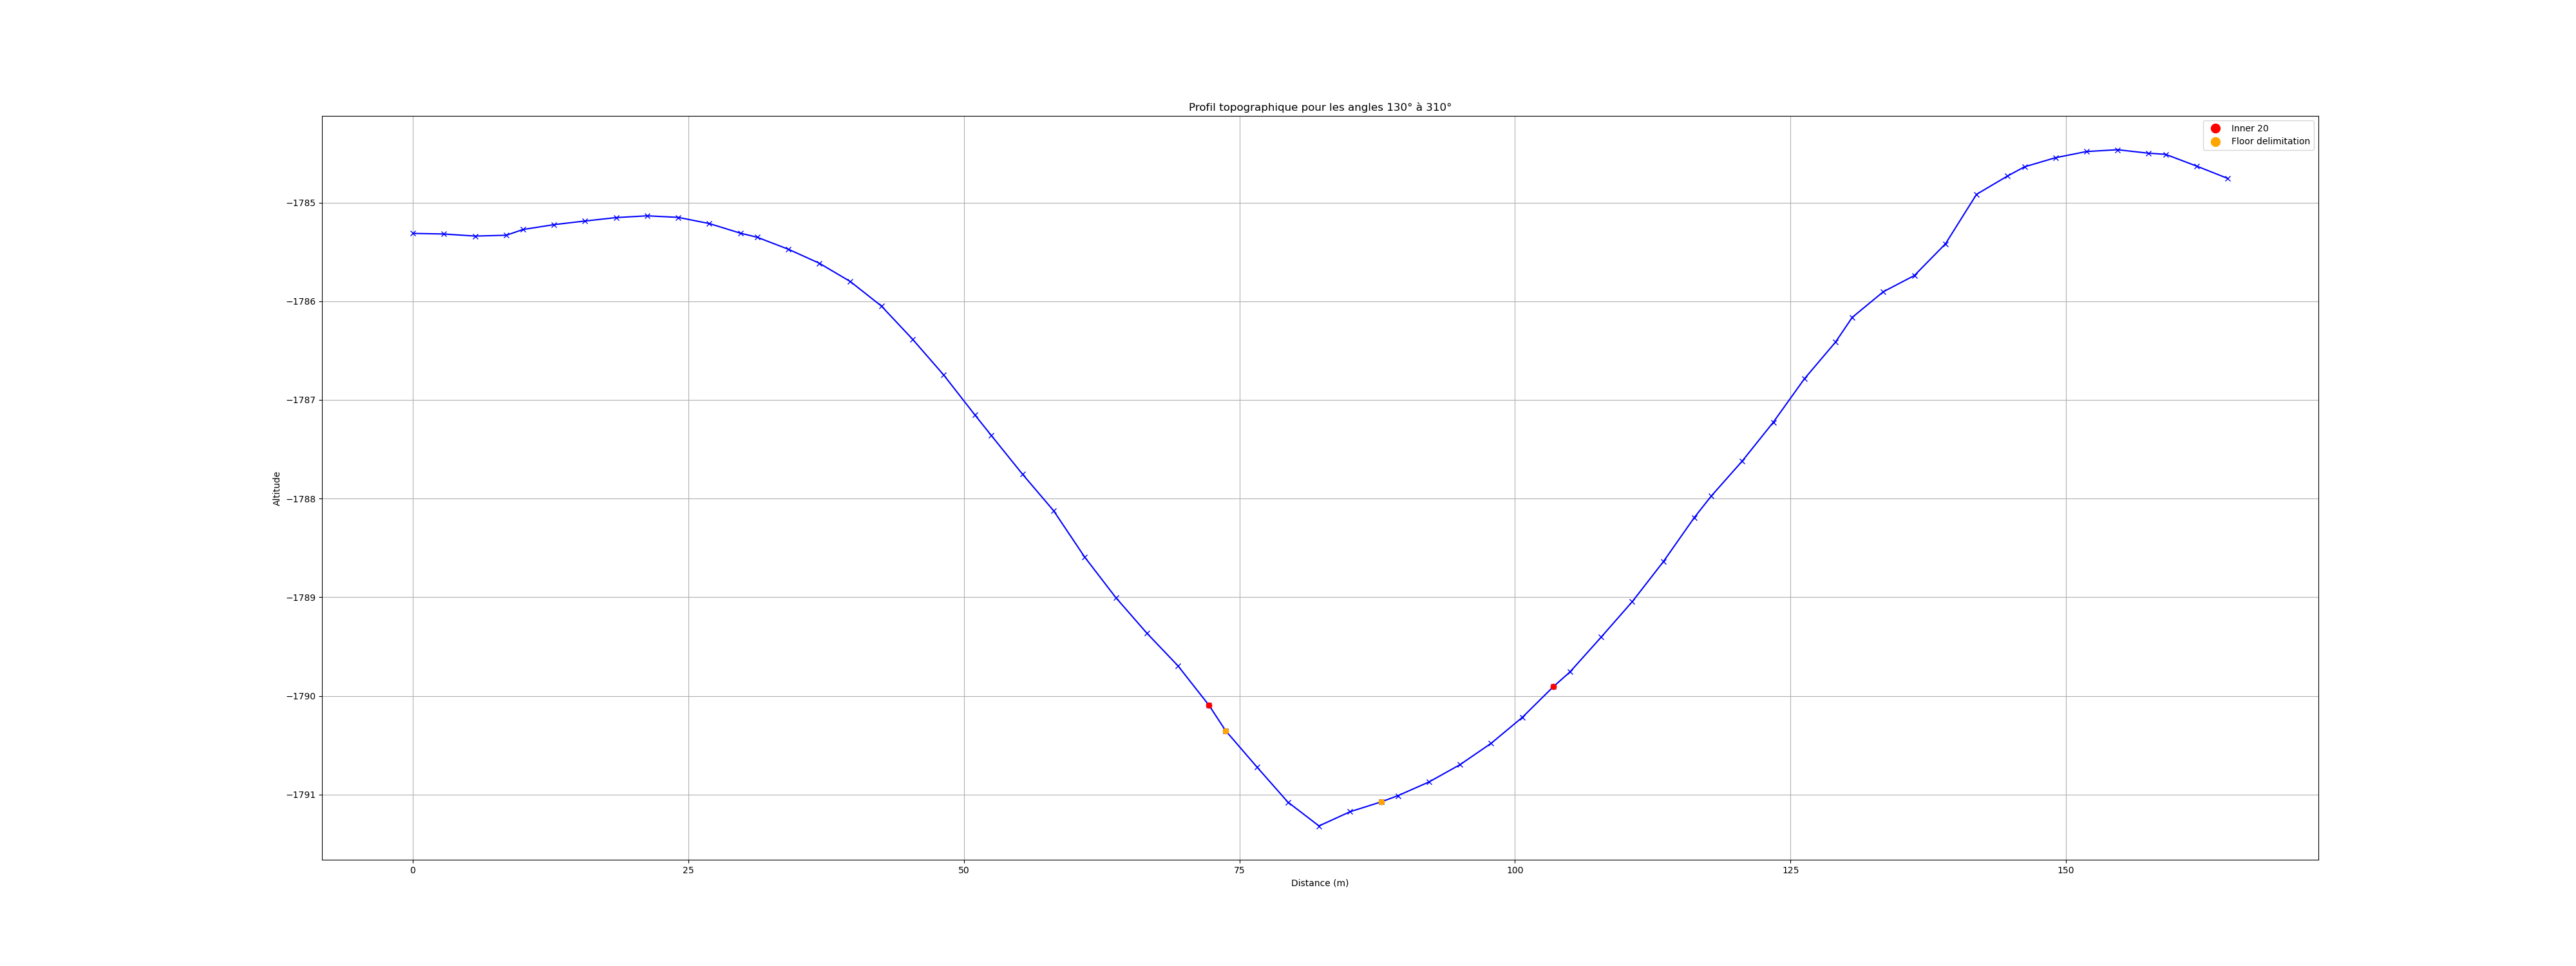 Profil topographique pour les angles 130° à 310°
Inner 20
Floor delimitation
Altitude
−1785
−1786
−1787
−1788
−1789
−1790
−1791
0 25 50 75 100 125 150
Distance (m)